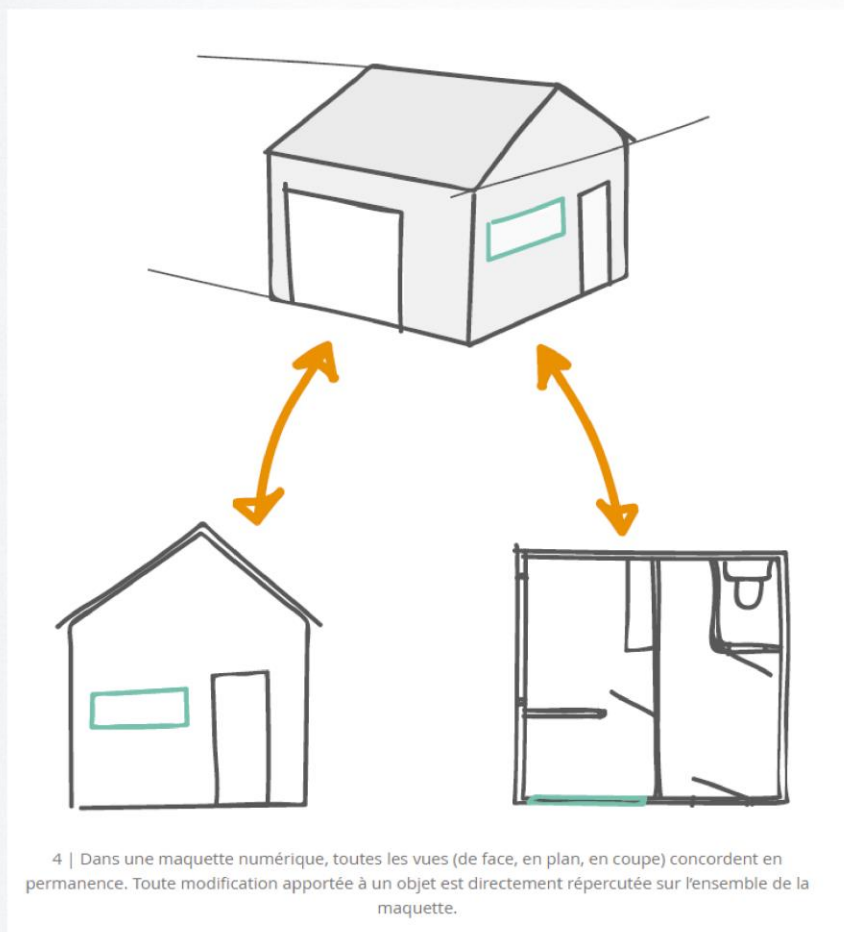 4 | Dans une maquette numérique, toutes les vues (de face, en plan, en coupe) concordent en
permanence. Toute modification apportée à un objet est directement répercutée sur l’ensemble de la
maquette.